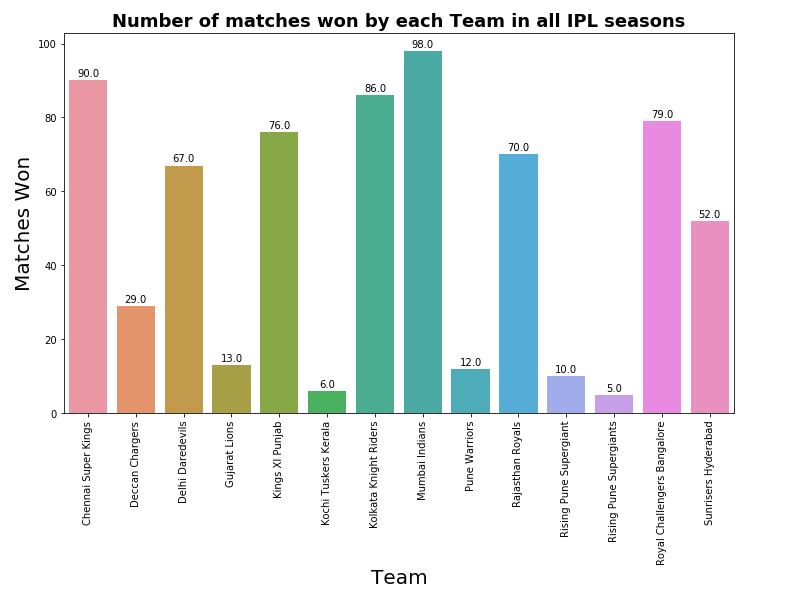 Number of matches won by each Team in all IPL seasons
Matches Won
100
80
60
40
20
0
90.0
29.0
67.0
13.0
76.0
6.0
86.0
98.0
12.0
70.0
10.0
5.0
79.0
52.0
Chennai Super Kings
Deccan Chargers
Delhi Daredevils
Gujarat Lions
Kings XI Punjab
Kochi Tuskers Kerala
Kolkata Knight Riders
Mumbai Indians
Pune Warriors
Rajasthan Royals
Rising Pune Supergiant
Rising Pune Supergiants
Royal Challengers Bangalore
Sunrisers Hyderabad
Team